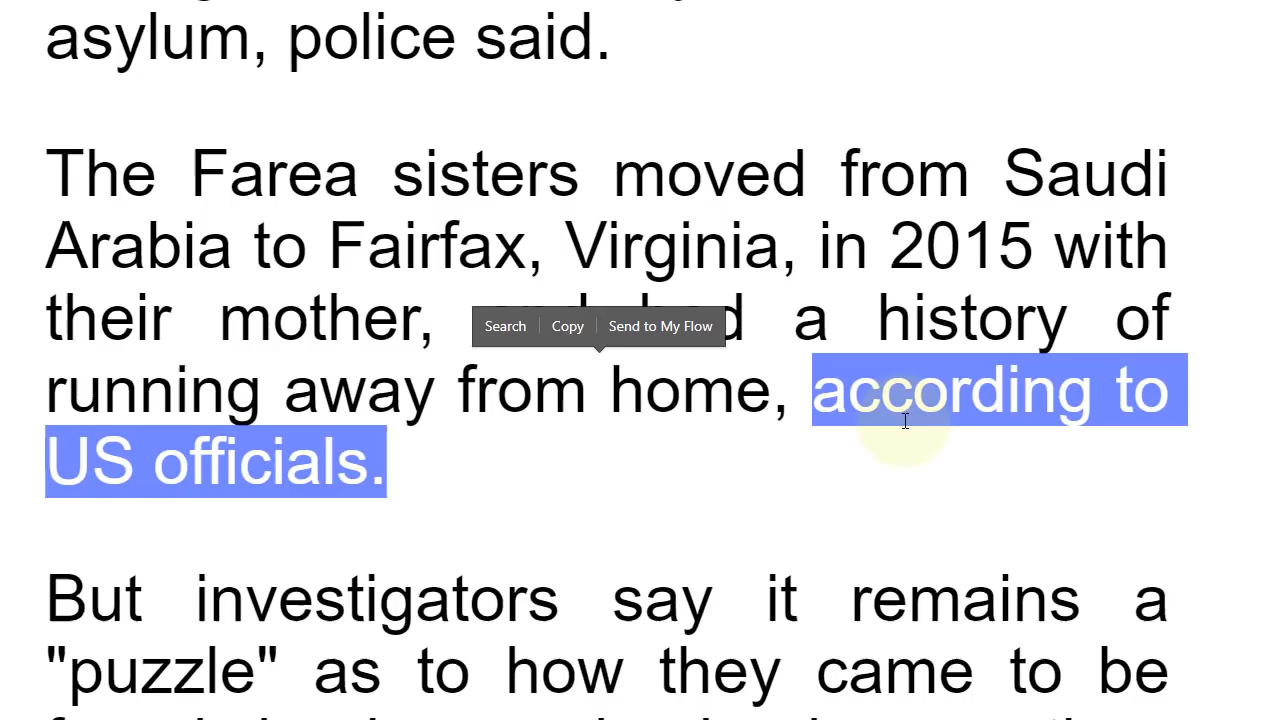 asylum, police said.
The Farea sisters moved from Saudi
Arabia to Fairfax, Virginia, in 2015 with
their mother, a history of
Search Copy Send to My Flow
running away from home, according to
US officials.
But investigators say it remains a
"puzzle" as to how they came to be